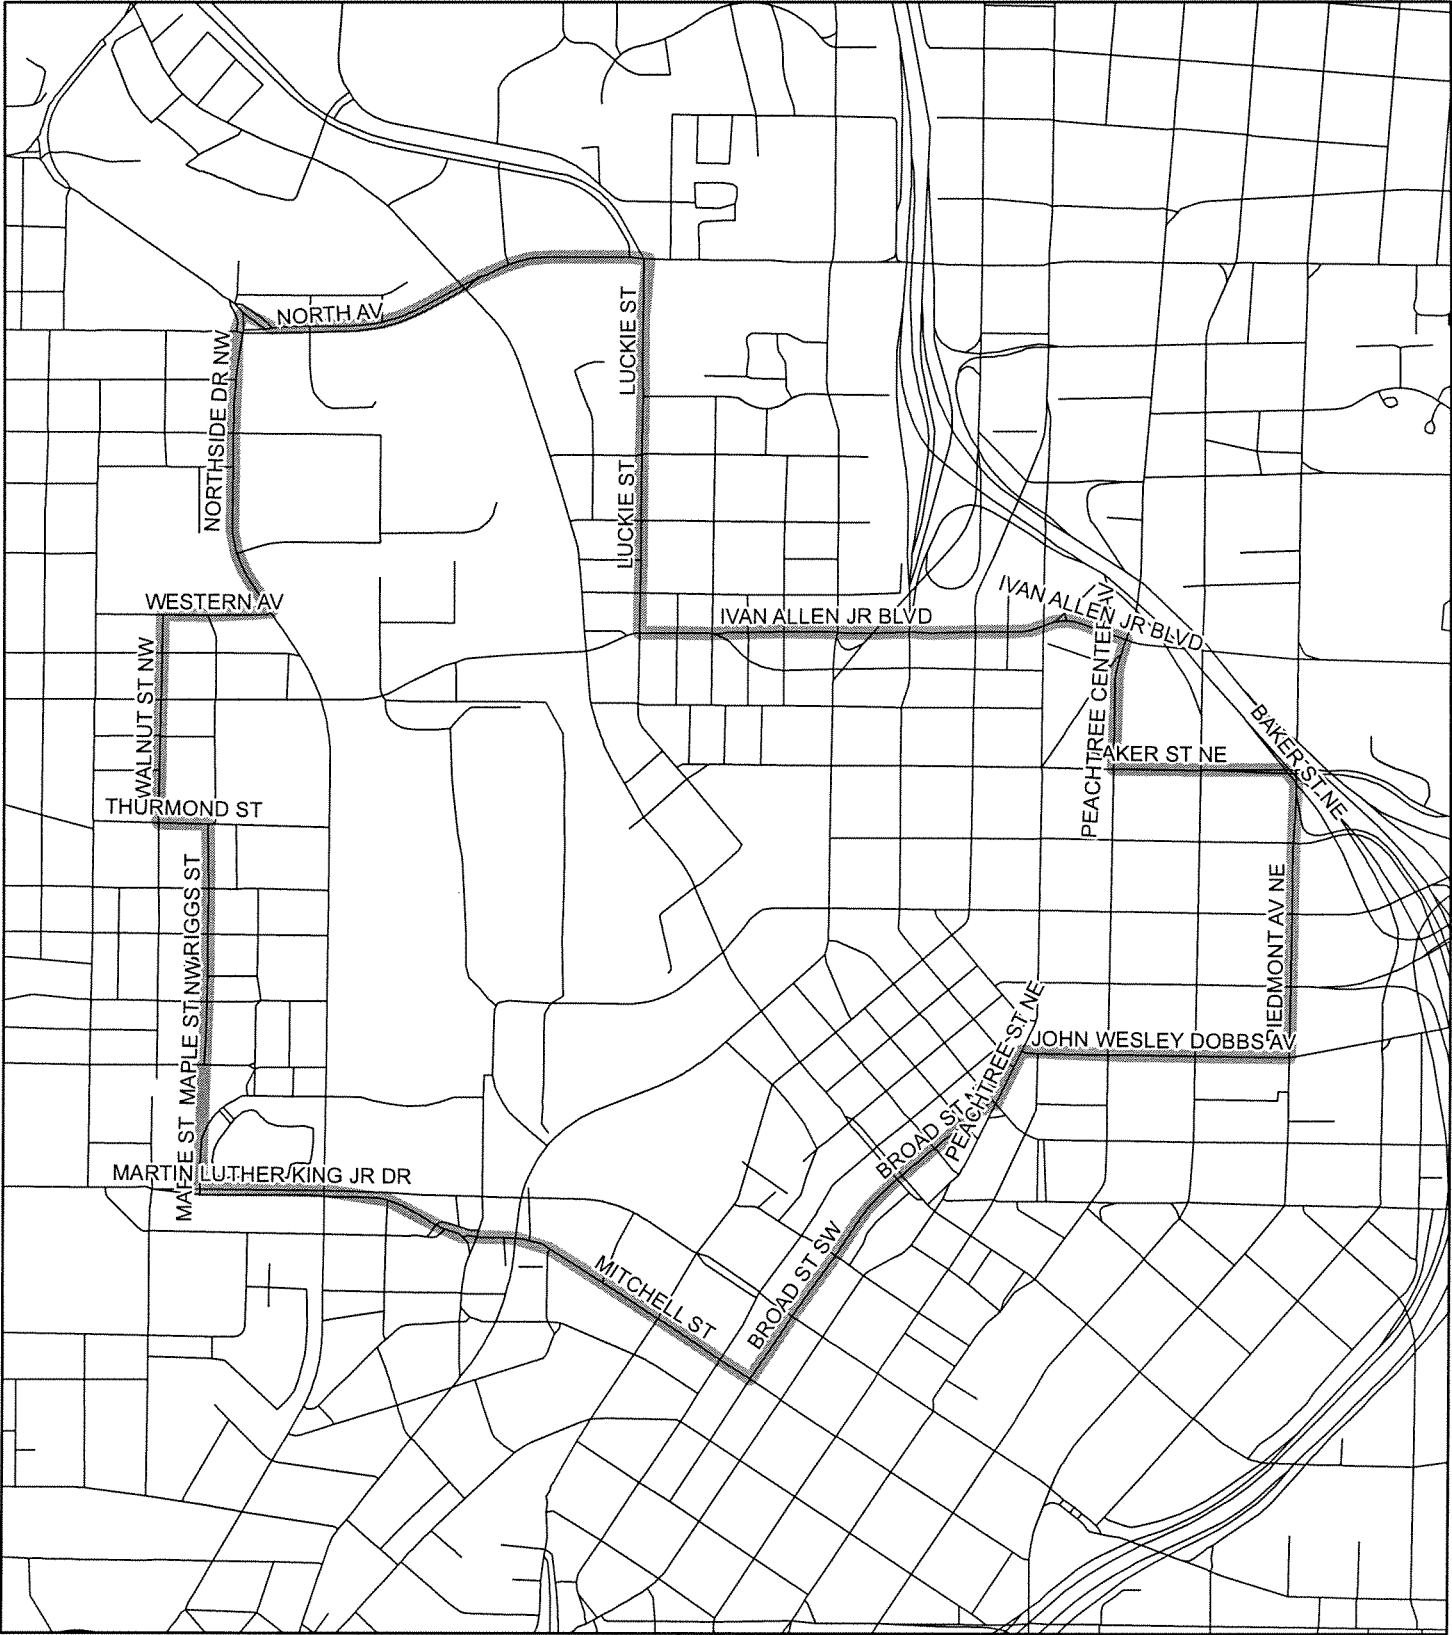 NORTH AV
NORTHSIDE DR NW
LUCKIE ST
LUCKIE ST
WESTERN AV
IVAN ALLEN JR BLVD
IVAN ALLEN JR BLVD
WALNUT ST NW
PEACHTREE CENTER AV
BAKER ST NE
AKER ST NE
THURMOND ST
RIGGS ST
PIEDMONT AV NE
MAPLE ST NW
PEACHTREE ST NE
JOHN WESLEY DOBBS AV
BROAD ST
MAPLE ST
MARTIN LUTHER KING JR DR
BROAD ST SW
MITCHELL ST